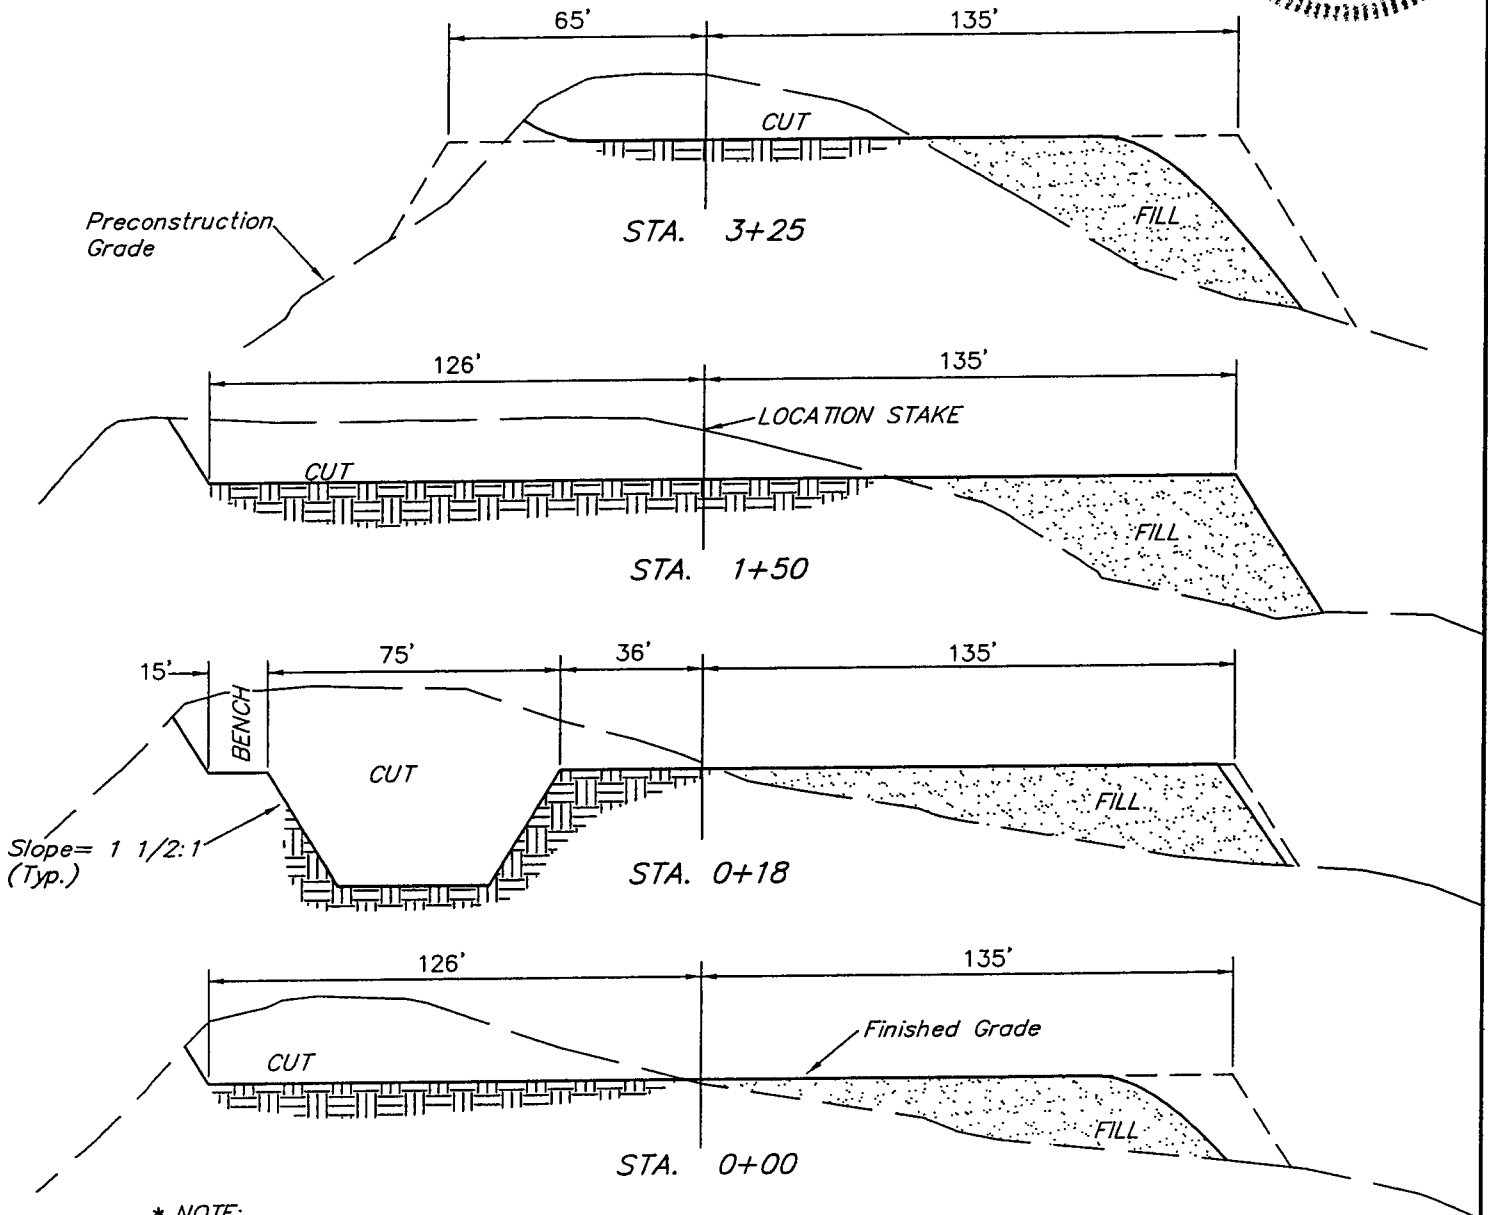 65' 135'
CUT
Preconstruction
Grade
FILL
STA. 3+25
126' 135'
LOCATION STAKE
CUT
FILL
STA. 1+50
15' 75' 36' 135'
BENCH
CUT
FILL
Slope= 1 1/2:1
(Typ.)
STA. 0+18
126' 135'
Finished Grade
CUT
FILL
STA. 0+00
* NOTE: